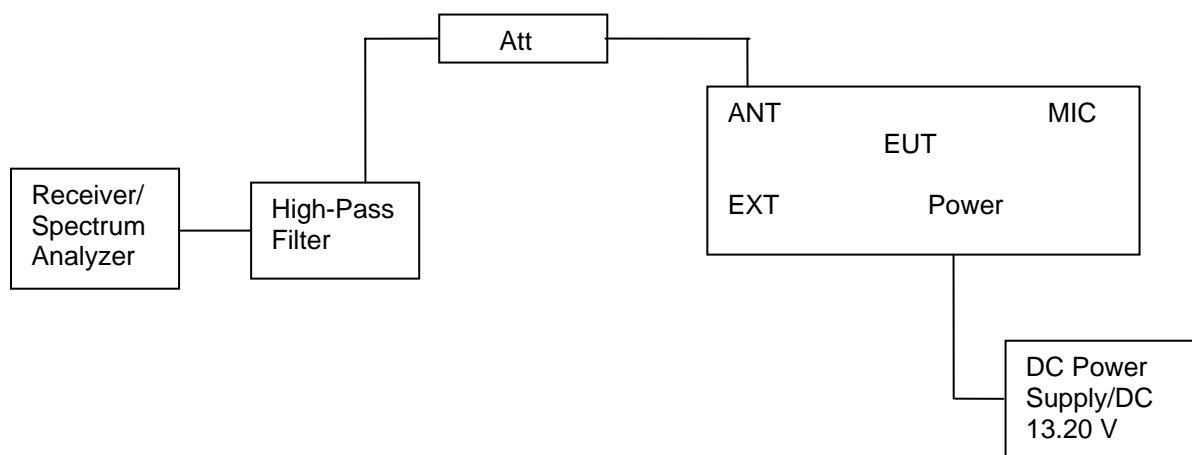 Att
ANT
MIC
EUT
EXT
Power
Receiver/
Spectrum
Analyzer
High-Pass
Filter
DC Power
Supply/DC
13.20 V